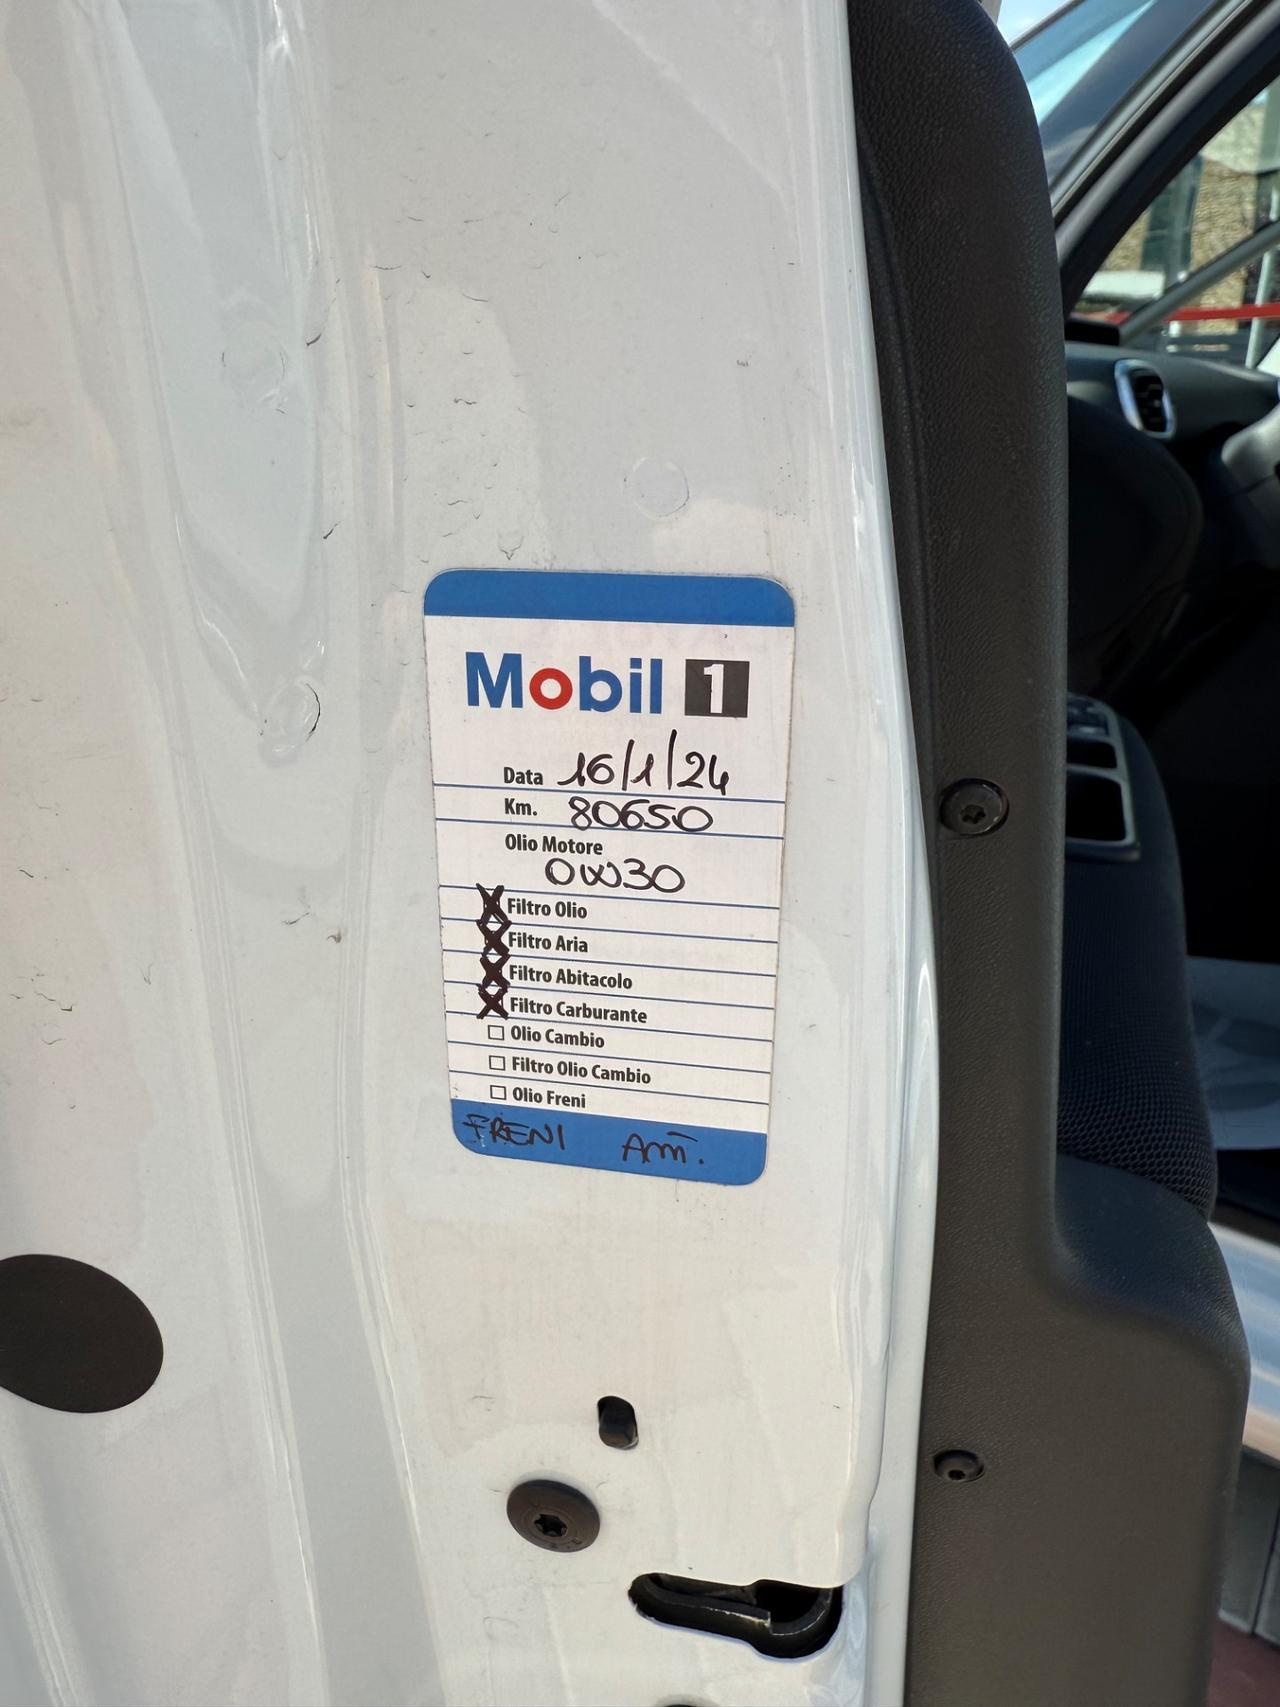 Mobil 1
Data 16/1/24
Km. 80650
Olio Motore
0W30
Filtro Olio
Filtro Aria
Filtro Abitacolo
Filtro Carburante
Olio Cambio
Filtro Olio Cambio
Olio Freni
FRENI